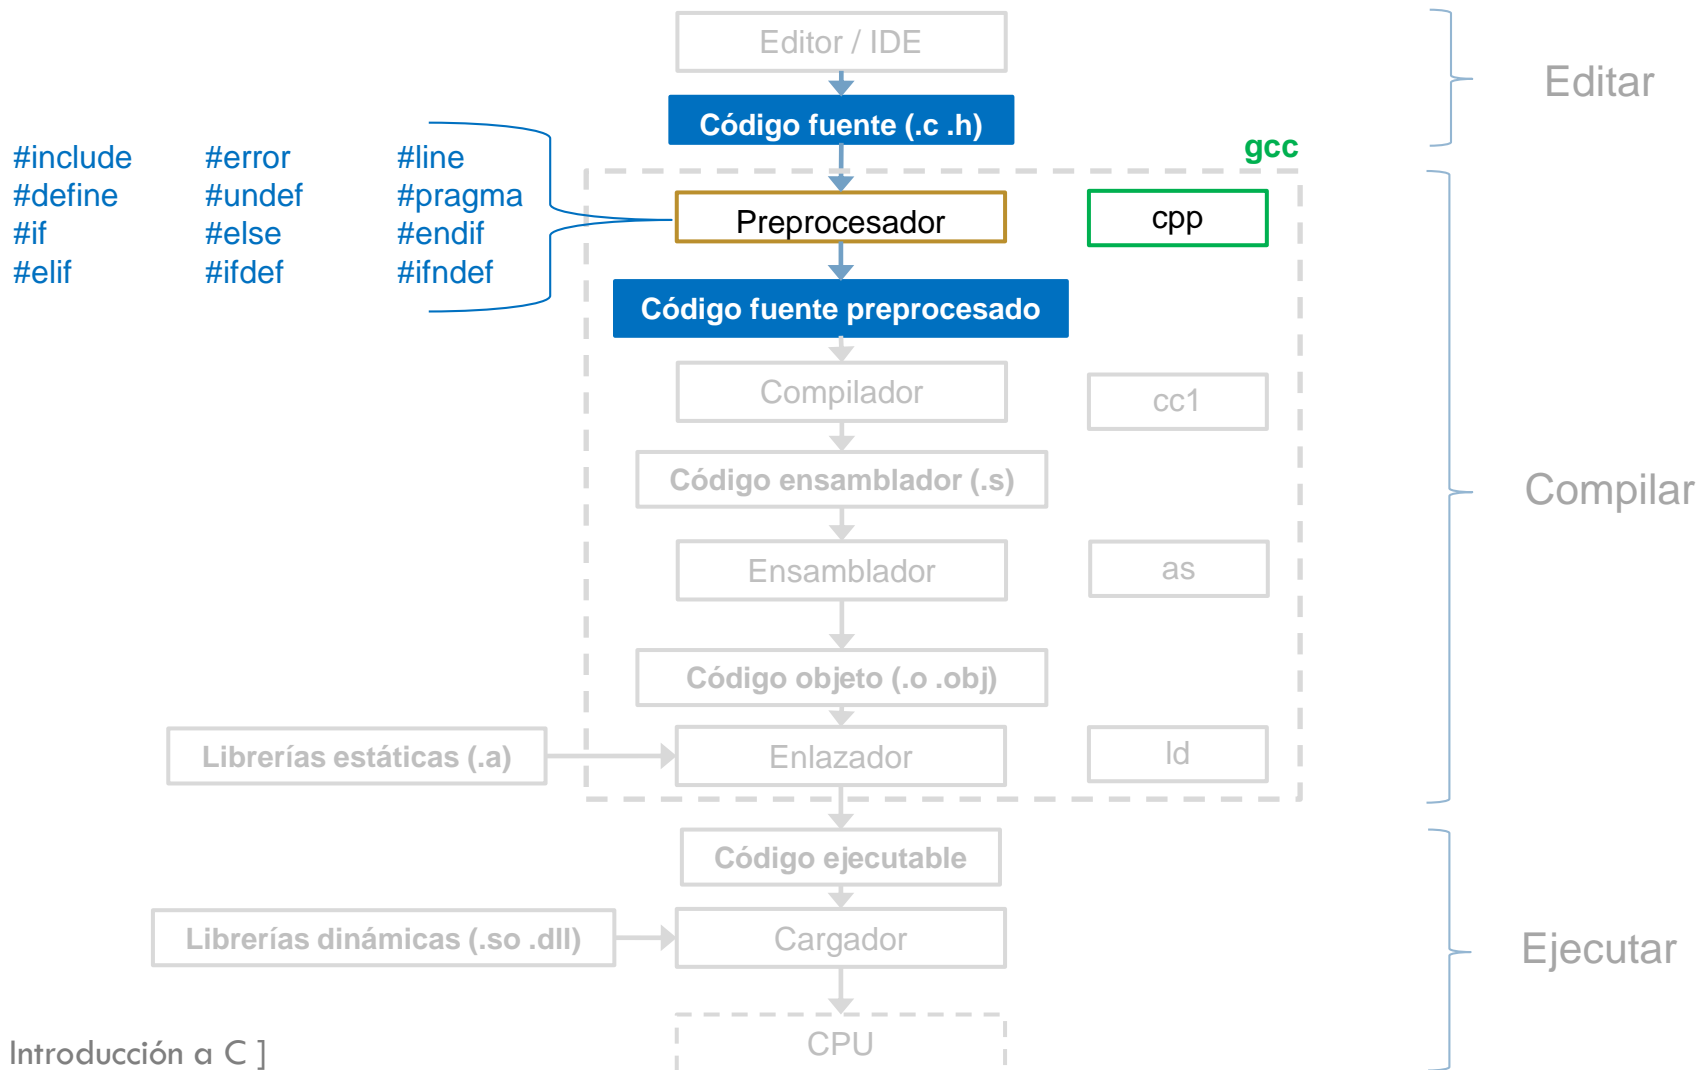 Editor / IDE
Editar
Código fuente (.c .h)
gcc
#include #error #line
#define #undef #pragma
#if #else #endif
#elif #ifdef #ifndef
Preprocesador
cpp
Código fuente preprocesado
Compilador
cc1
Código ensamblador (.s)
Compilar
Ensamblador
as
Código objeto (.o .obj)
Librerías estáticas (.a)
Enlazador
ld
Código ejecutable
Librerías dinámicas (.so .dll)
Cargador
Ejecutar
CPU
Introducción a C ]